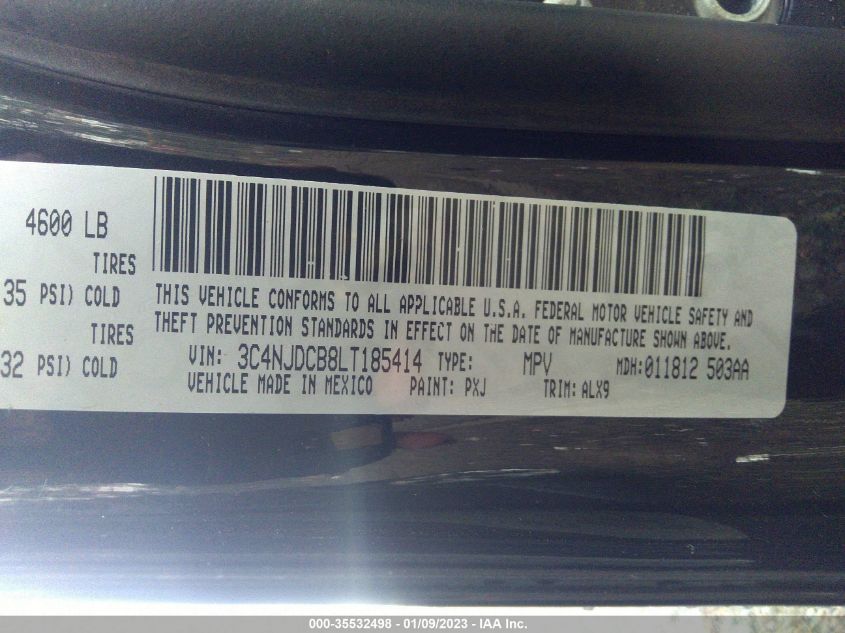 4600 LB
TIRES
35 PSI) COLD
TIRES
32 PSI) COLD
THIS VEHICLE CONFORMS TO ALL APPLICABLE U.S.A. FEDERAL MOTOR VEHICLE SAFETY AND
THEFT PREVENTION STANDARDS IN EFFECT ON THE DATE OF MANUFACTURE SHOWN ABOVE.
VIN: 3C4NJDCB8LT185414 TYPE: MPV MDH:011812 503AA
VEHICLE MADE IN MEXICO PAINT: PXJ TRIM: ALX9
000-35532498 - 01/09/2023 - IAA Inc.